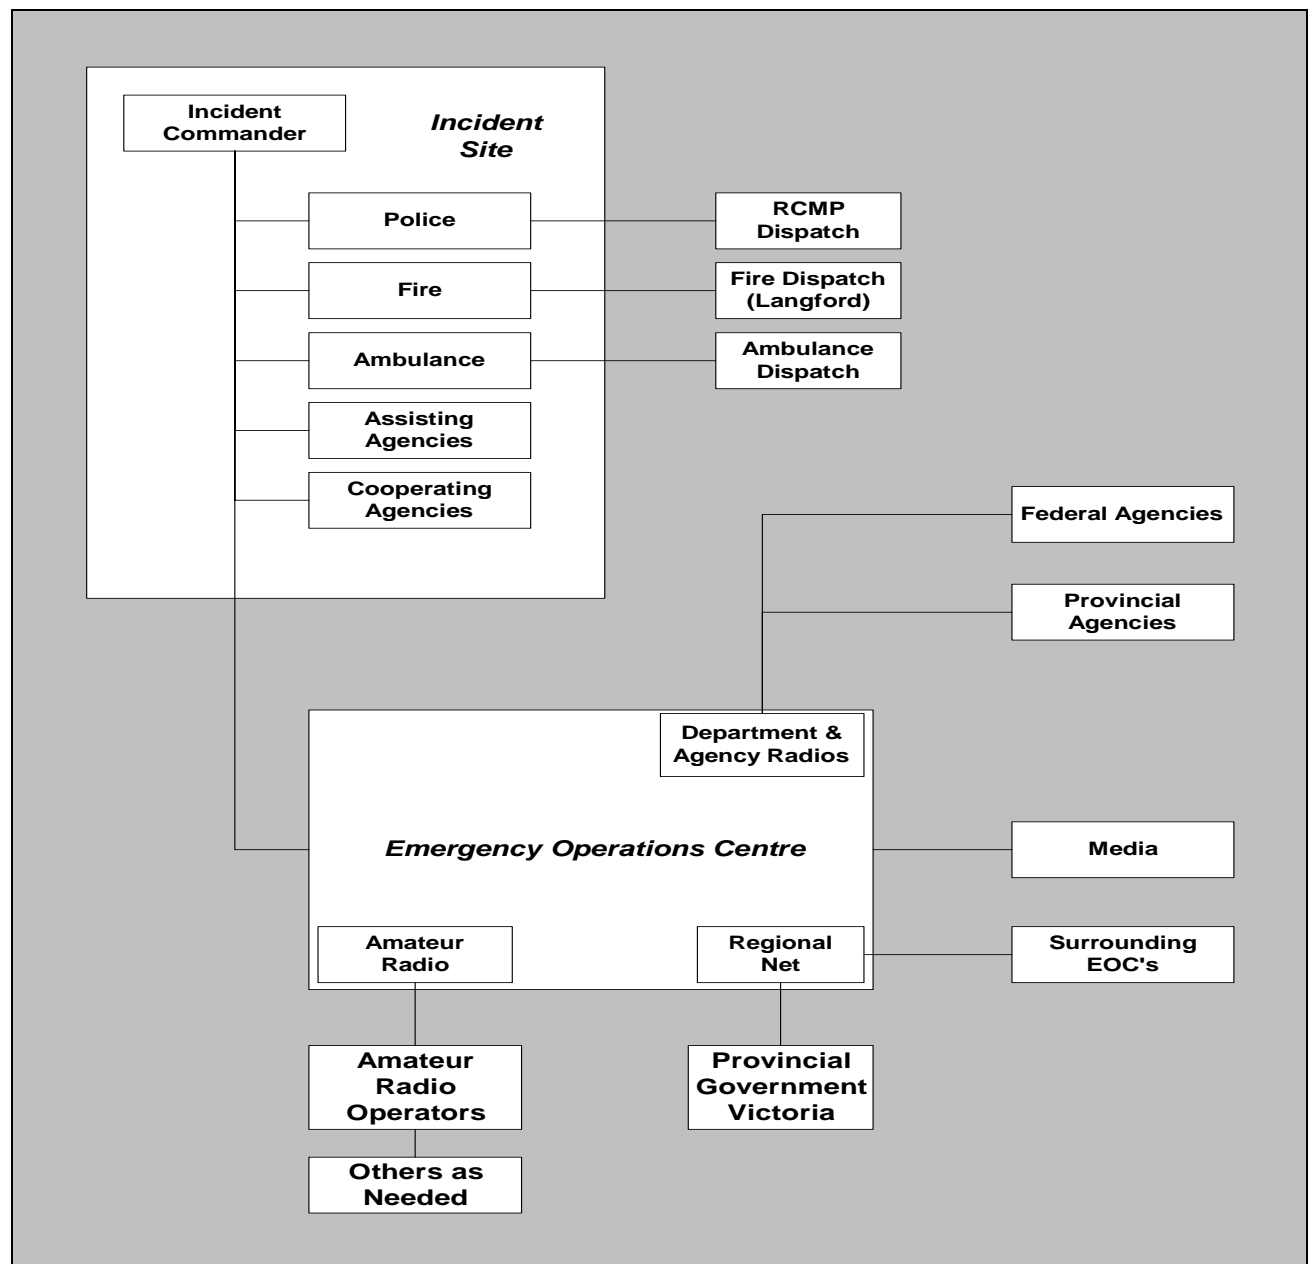 Incident
Commander
Incident
Site
Police
RCMP
Dispatch
Fire
Fire Dispatch
(Langford)
Ambulance
Ambulance
Dispatch
Assisting
Agencies
Cooperating
Agencies
Federal Agencies
Provincial
Agencies
Department &
Agency Radios
Emergency Operations Centre
Media
Amateur
Radio
Regional
Net
Surrounding
EOC's
Amateur
Radio
Operators
Provincial
Government
Victoria
Others as
Needed